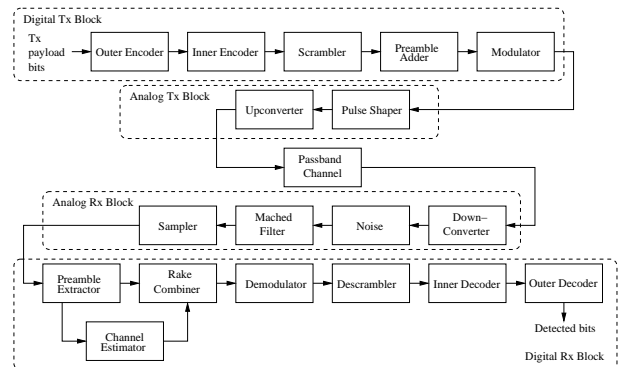 Digital Tx Block
Tx
payload
bits
Outer Encoder
Inner Encoder
Scrambler
Preamble
Adder
Modulator
Analog Tx Block
Upconverter
Pulse Shaper
Passband
Channel
Analog Rx Block
Sampler
Mached
Filter
Noise
Down–
Converter
Preamble
Extractor
Rake
Combiner
Demodulator
Descrambler
Inner Decoder
Outer Decoder
Channel
Estimator
Detected bits
Digital Rx Block